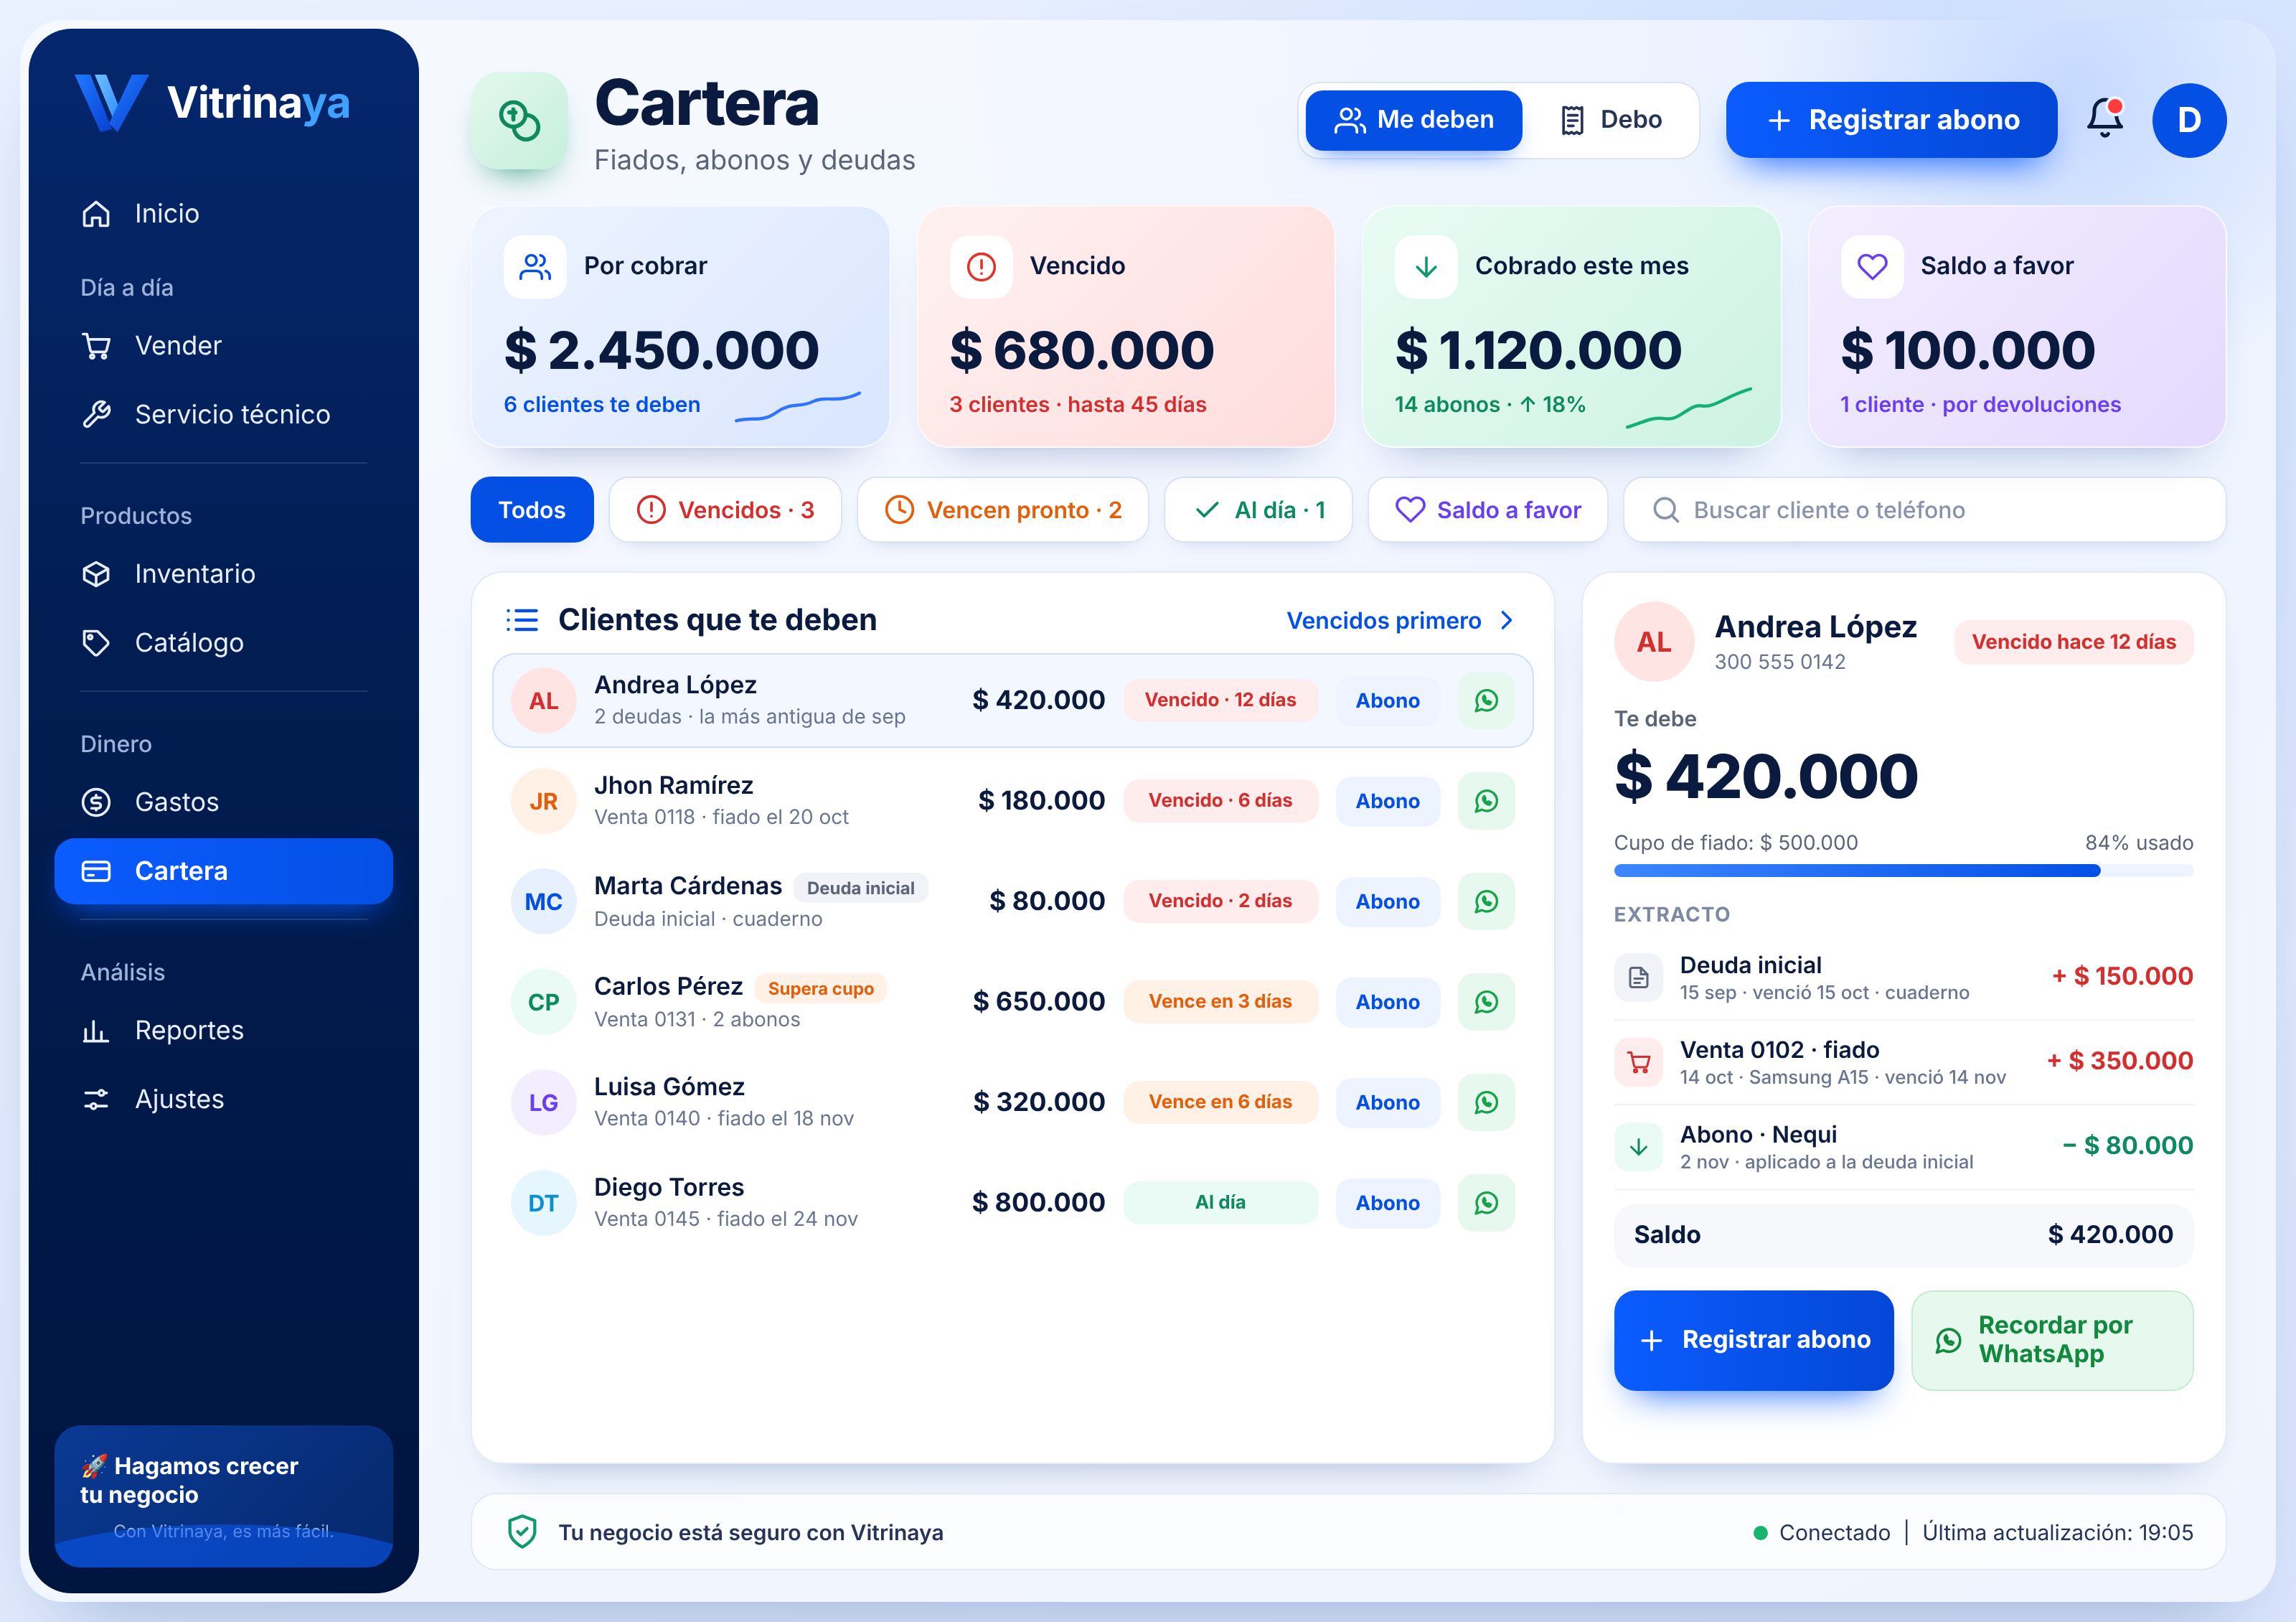 Vitrinaya
Inicio
Día a día
Vender
Servicio técnico
Productos
Inventario
Catálogo
Dinero
Gastos
Cartera
Análisis
Reportes
Ajustes
🚀 Hagamos crecer
tu negocio
Con Vitrinaya, es más fácil.
Cartera
Fiados, abonos y deudas
Me deben
Debo
+ Registrar abono
D
Por cobrar
$ 2.450.000
6 clientes te deben
Vencido
$ 680.000
3 clientes · hasta 45 días
Cobrado este mes
$ 1.120.000
14 abonos · ↑ 18%
Saldo a favor
$ 100.000
1 cliente · por devoluciones
Todos
Vencidos · 3
Vencen pronto · 2
Al día · 1
Saldo a favor
Buscar cliente o teléfono
Clientes que te deben
Vencidos primero
AL
Andrea López
2 deudas · la más antigua de sep
$ 420.000
Vencido · 12 días
Abono
JR
Jhon Ramírez
Venta 0118 · fiado el 20 oct
$ 180.000
Vencido · 6 días
Abono
MC
Marta Cárdenas
Deuda inicial
Deuda inicial · cuaderno
$ 80.000
Vencido · 2 días
Abono
CP
Carlos Pérez
Supera cupo
Venta 0131 · 2 abonos
$ 650.000
Vence en 3 días
Abono
LG
Luisa Gómez
Venta 0140 · fiado el 18 nov
$ 320.000
Vence en 6 días
Abono
DT
Diego Torres
Venta 0145 · fiado el 24 nov
$ 800.000
Al día
Abono
AL
Andrea López
300 555 0142
Vencido hace 12 días
Te debe
$ 420.000
Cupo de fiado: $ 500.000
84% usado
EXTRACTO
Deuda inicial
15 sep · venció 15 oct · cuaderno
+ $ 150.000
Venta 0102 · fiado
14 oct · Samsung A15 · venció 14 nov
+ $ 350.000
Abono · Nequi
2 nov · aplicado a la deuda inicial
− $ 80.000
Saldo
$ 420.000
+ Registrar abono
Recordar por
WhatsApp
Tu negocio está seguro con Vitrinaya
Conectado | Última actualización: 19:05